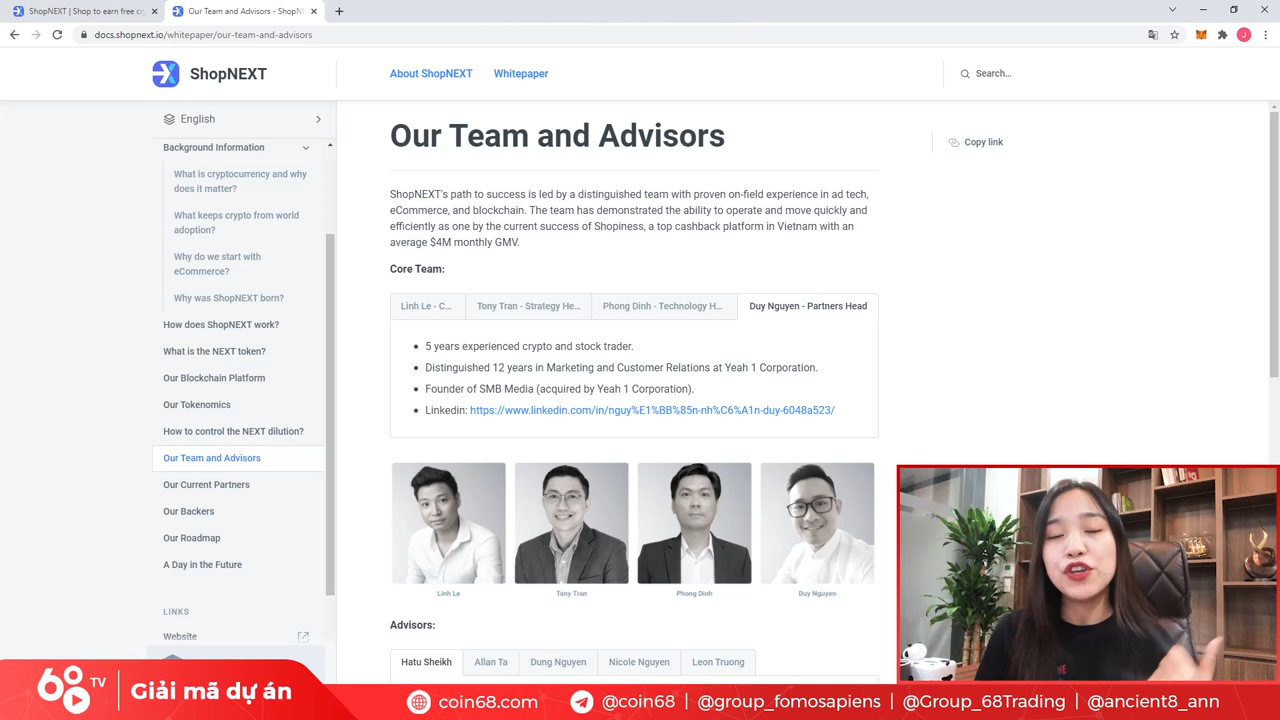 ShopNEXT | Shop to earn free cr
Our Team and Advisors - ShopNE
docs.shopnext.io/whitepaper/our-team-and-advisors
J
ShopNEXT
About ShopNEXT
Whitepaper
Search...
English
Background Information
What is cryptocurrency and why
does it matter?
What keeps crypto from world
adoption?
Why do we start with
eCommerce?
Why was ShopNEXT born?
How does ShopNEXT work?
What is the NEXT token?
Our Blockchain Platform
Our Tokenomics
How to control the NEXT dilution?
Our Team and Advisors
Our Current Partners
Our Backers
Our Roadmap
A Day in the Future
LINKS
Website
Our Team and Advisors
Copy link
ShopNEXT's path to success is led by a distinguished team with proven on-field experience in ad tech,
eCommerce, and blockchain. The team has demonstrated the ability to operate and move quickly and
efficiently as one by the current success of Shopiness, a top cashback platform in Vietnam with an
average $4M monthly GMV.
Core Team:
Linh Le - C...
Tony Tran - Strategy He...
Phong Dinh - Technology H...
Duy Nguyen - Partners Head
5 years experienced crypto and stock trader.
Distinguished 12 years in Marketing and Customer Relations at Yeah 1 Corporation.
Founder of SMB Media (acquired by Yeah 1 Corporation).
Linkedin: https://www.linkedin.com/in/nguy%E1%BB%85n-nh%C6%A1n-duy-6048a523/
Linh Le
Tony Tran
Phong Dinh
Duy Nguyen
Advisors:
Hatu Sheikh
Allan Ta
Dung Nguyen
Nicole Nguyen
Leon Truong
68 TV
Giải mã dự án
coin68.com
@coin68 | @group_fomosapiens | @Group_68Trading | @ancient8_ann